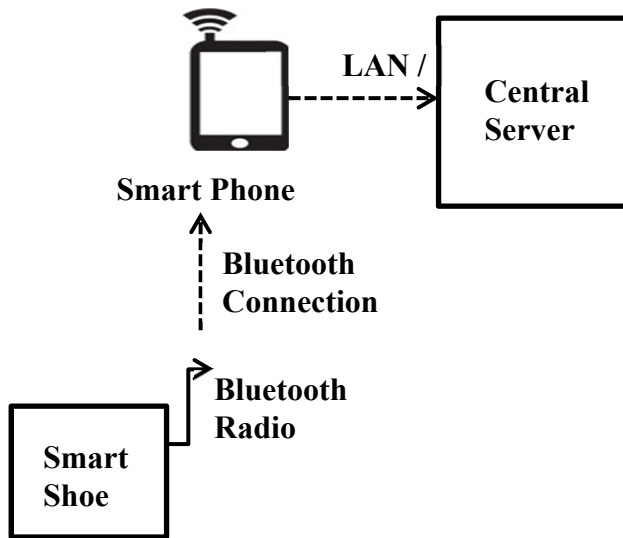 LAN /
Central
Server
Smart Phone
Bluetooth
Connection
Bluetooth
Radio
Smart
Shoe